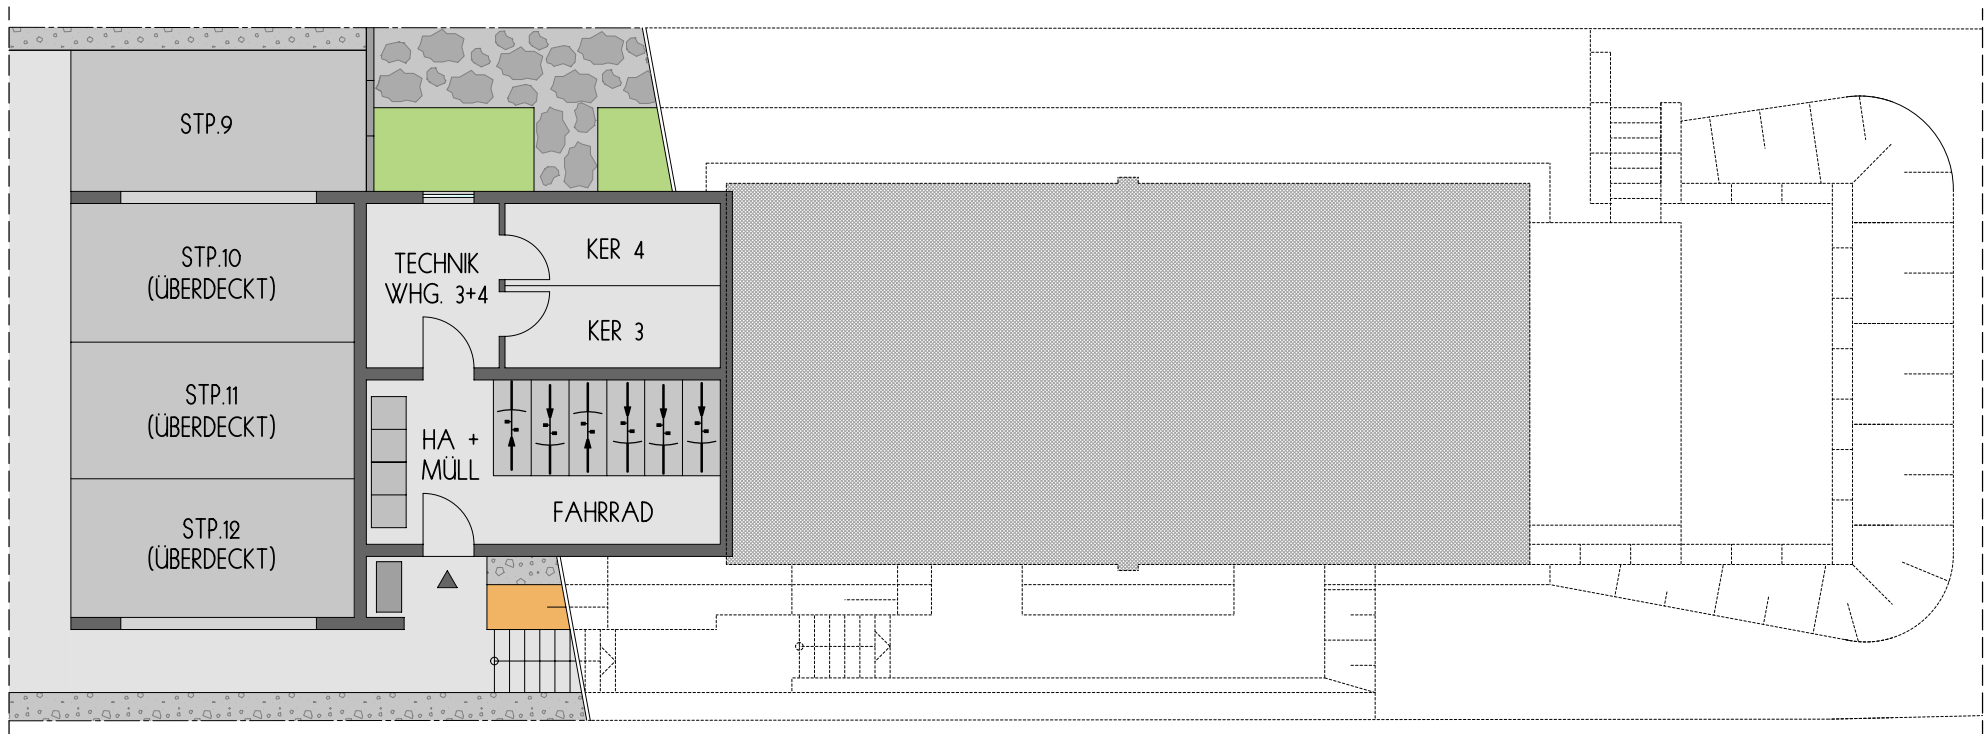 STP.9
STP.10
(ÜBERDECKT)
STP.11
(ÜBERDECKT)
STP.12
(ÜBERDECKT)
TECHNIK
WHG. 3+4
KER 4
KER 3
HA +
MÜLL
FAHRRAD